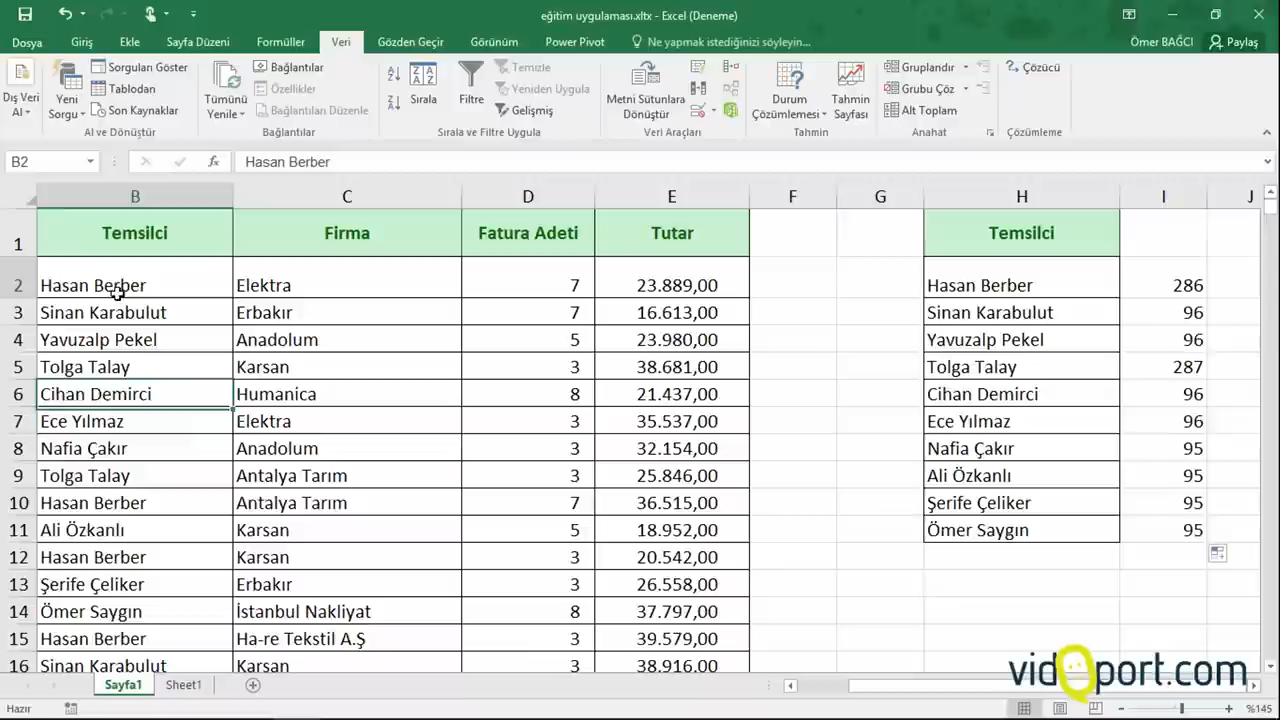 eğitim uygulaması.xltx - Excel (Deneme)
Dosya Giriş Ekle Sayfa Düzeni Formüller Veri Gözden Geçir Görünüm Power Pivot Ne yapmak istediğinizi söyleyin... Ömer BAĞCI Paylaş
Dış Veri Al
Yeni Sorgu
Sorguları Göster
Tablodan
Son Kaynaklar
Al ve Dönüştür
Tümünü Yenile
Bağlantılar
Özellikler
Bağlantıları Düzenle
Bağlantılar
Sırala
Filtre
Temizle
Yeniden Uygula
Gelişmiş
Sırala ve Filtre Uygula
Metni Sütunlara Dönüştür
Veri Araçları
Durum Çözümlemesi
Tahmin Sayfası
Tahmin
Gruplandır
Grubu Çöz
Alt Toplam
Anahat
Çözücü
Çözümleme
B2 fx Hasan Berber
B C D E F G H I J
1 Temsilci Firma Fatura Adeti Tutar Temsilci
2 Hasan Berber Elektra 7 23.889,00 Hasan Berber 286
3 Sinan Karabulut Erbakır 7 16.613,00 Sinan Karabulut 96
4 Yavuzalp Pekel Anadolum 5 23.980,00 Yavuzalp Pekel 96
5 Tolga Talay Karsan 3 38.681,00 Tolga Talay 287
6 Cihan Demirci Humanica 8 21.437,00 Cihan Demirci 96
7 Ece Yılmaz Elektra 3 35.537,00 Ece Yılmaz 96
8 Nafia Çakır Anadolum 3 32.154,00 Nafia Çakır 95
9 Tolga Talay Antalya Tarım 3 25.846,00 Ali Özkanlı 95
10 Hasan Berber Antalya Tarım 7 36.515,00 Şerife Çeliker 95
11 Ali Özkanlı Karsan 5 18.952,00 Ömer Saygın 95
12 Hasan Berber Karsan 3 20.542,00
13 Şerife Çeliker Erbakır 3 26.558,00
14 Ömer Saygın İstanbul Nakliyat 8 37.797,00
15 Hasan Berber Ha-re Tekstil A.Ş 3 39.579,00
16 Sinan Karabulut Karsan 3 38.916,00
vidoport.com
Sayfa1 Sheet1
Hazır %145